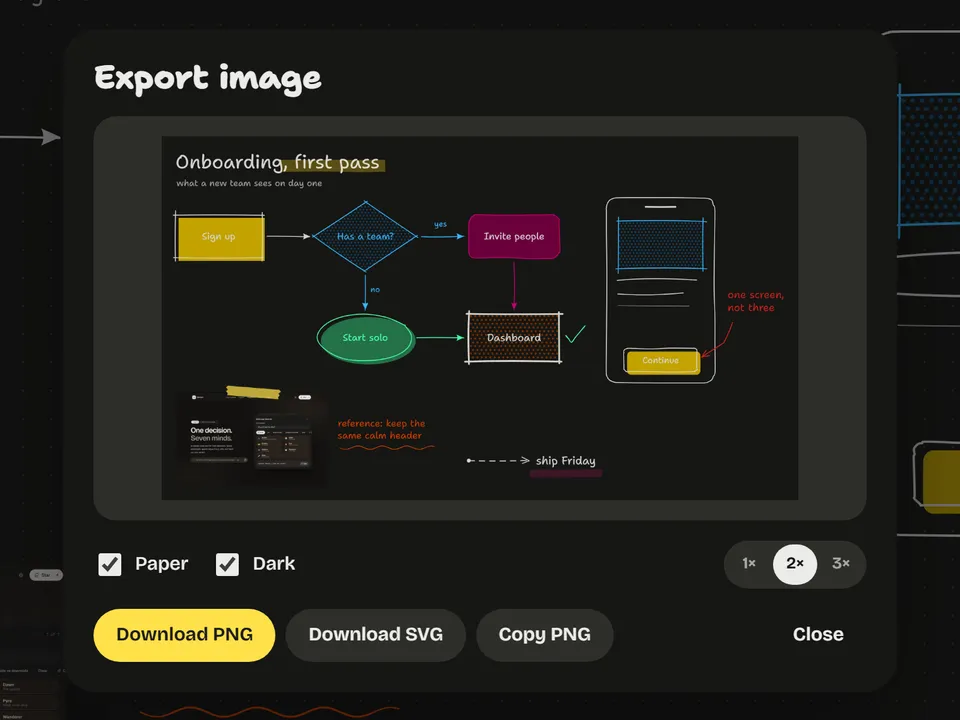 Export image
Onboarding, first pass
what a new team sees on day one
Sign up
Has a team?
yes
Invite people
no
Start solo
Dashboard
one screen,
not three
Continue
One decision.
Seven minds.
reference: keep the
same calm header
ship Friday
Paper
Dark
1×
2×
3×
Download PNG
Download SVG
Copy PNG
Close